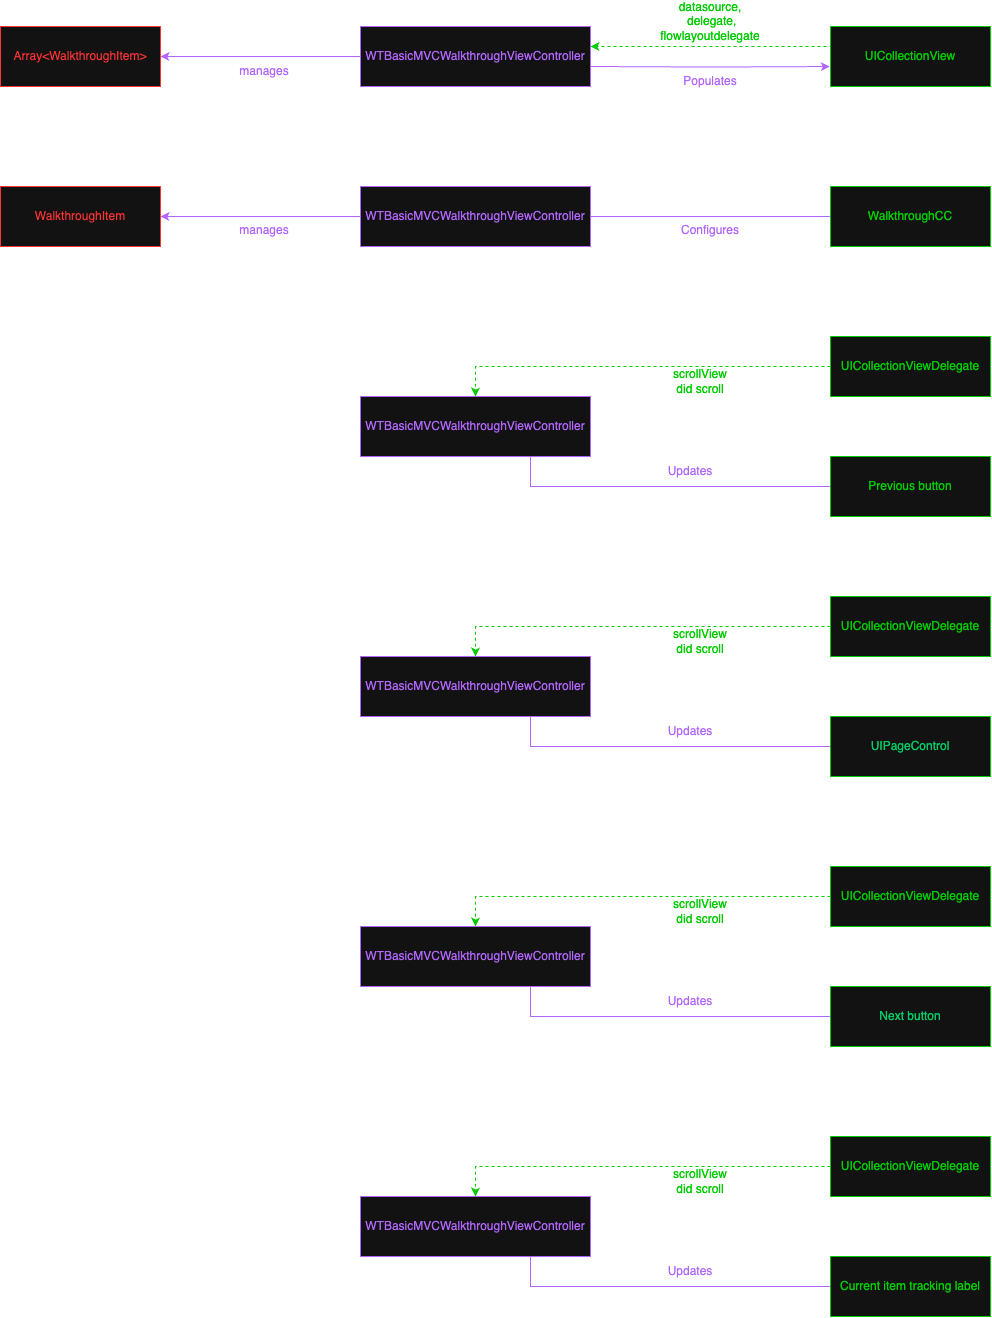 datasource,
delegate,
flowlayoutdelegate
Array<WalkthroughItem>
manages
WTBasicMVCWalkthroughViewController
Populates
UICollectionView
WalkthroughItem
manages
WTBasicMVCWalkthroughViewController
Configures
WalkthroughCC
UICollectionViewDelegate
scrollView
did scroll
WTBasicMVCWalkthroughViewController
Updates
Previous button
UICollectionViewDelegate
scrollView
did scroll
WTBasicMVCWalkthroughViewController
Updates
UIPageControl
UICollectionViewDelegate
scrollView
did scroll
WTBasicMVCWalkthroughViewController
Updates
Next button
UICollectionViewDelegate
scrollView
did scroll
WTBasicMVCWalkthroughViewController
Updates
Current item tracking label